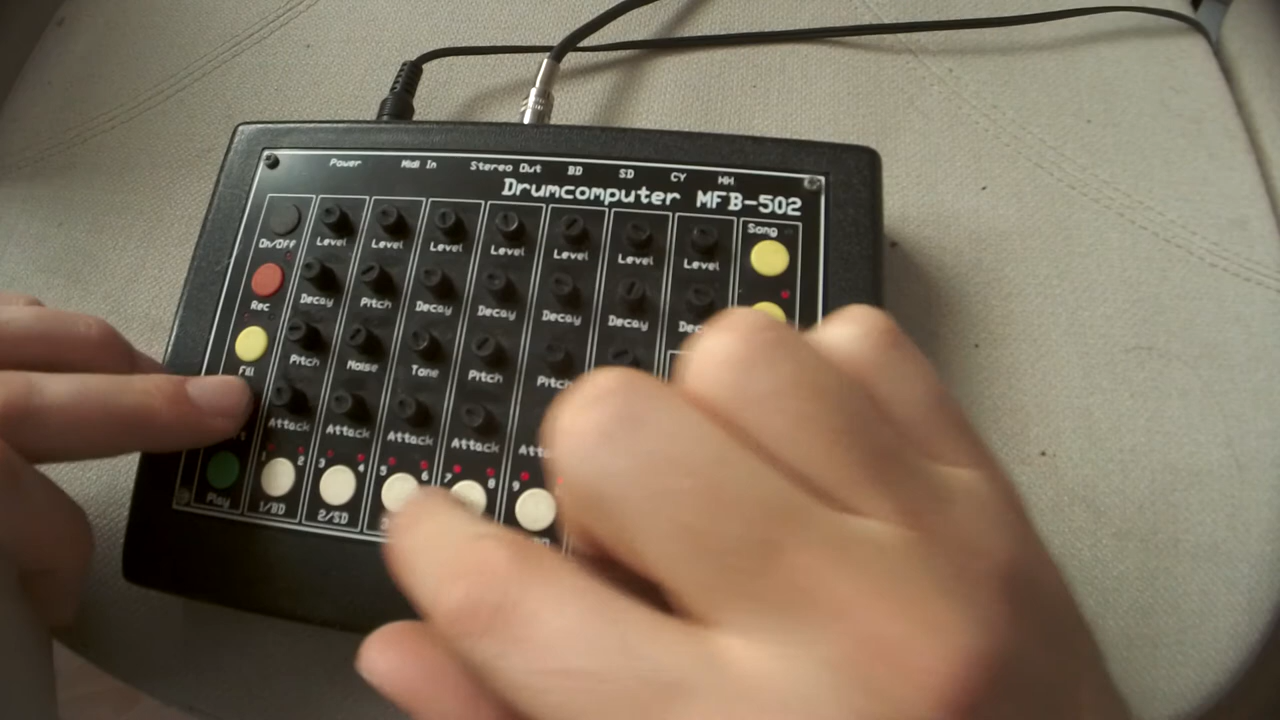 Power Midi In Stereo Out BD SD CY HH
Drumcomputer MFB-502
On/Off Level Level Level Level Level Level Level Song
Rec Decay Pitch Decay Decay Decay Decay
Fill Pitch Noise Tone Pitch Pitch
Attack Attack Attack Attack
1 2 3 4 5 6 7 8 9
Play 1/BD 2/SD